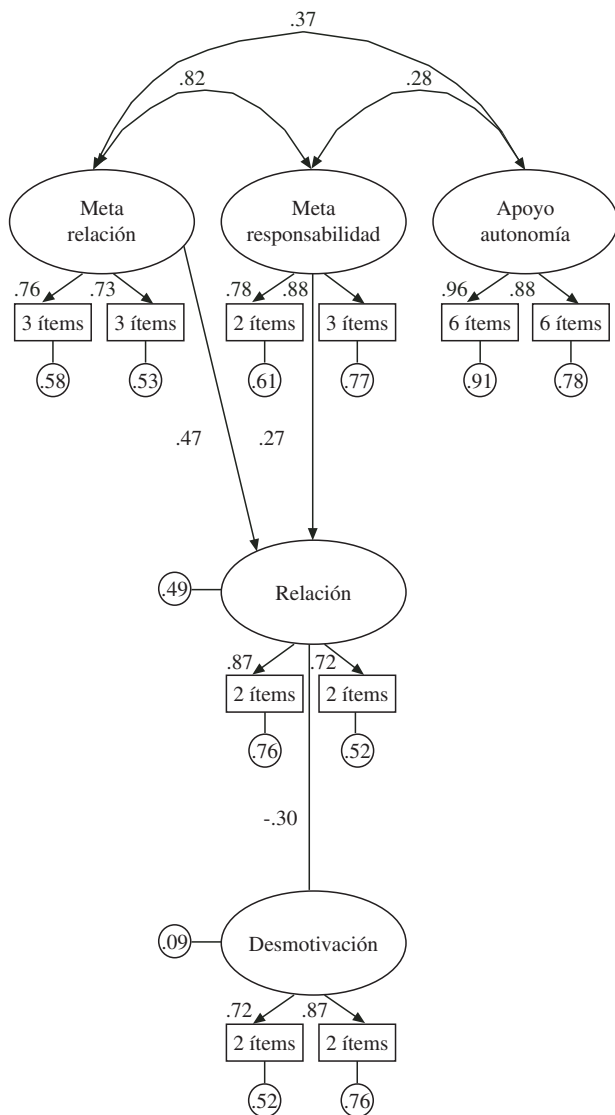 .37
.82
.28
Meta
relación
Meta
responsabilidad
Apoyo
autonomía
.76
.73
.78
.88
.96
.88
3 ítems
3 ítems
2 ítems
3 ítems
6 ítems
6 ítems
.58
.53
.61
.77
.91
.78
.47
.27
.49
Relación
.87
.72
2 ítems
2 ítems
.76
.52
-.30
.09
Desmotivación
.72
.87
2 ítems
2 ítems
.52
.76